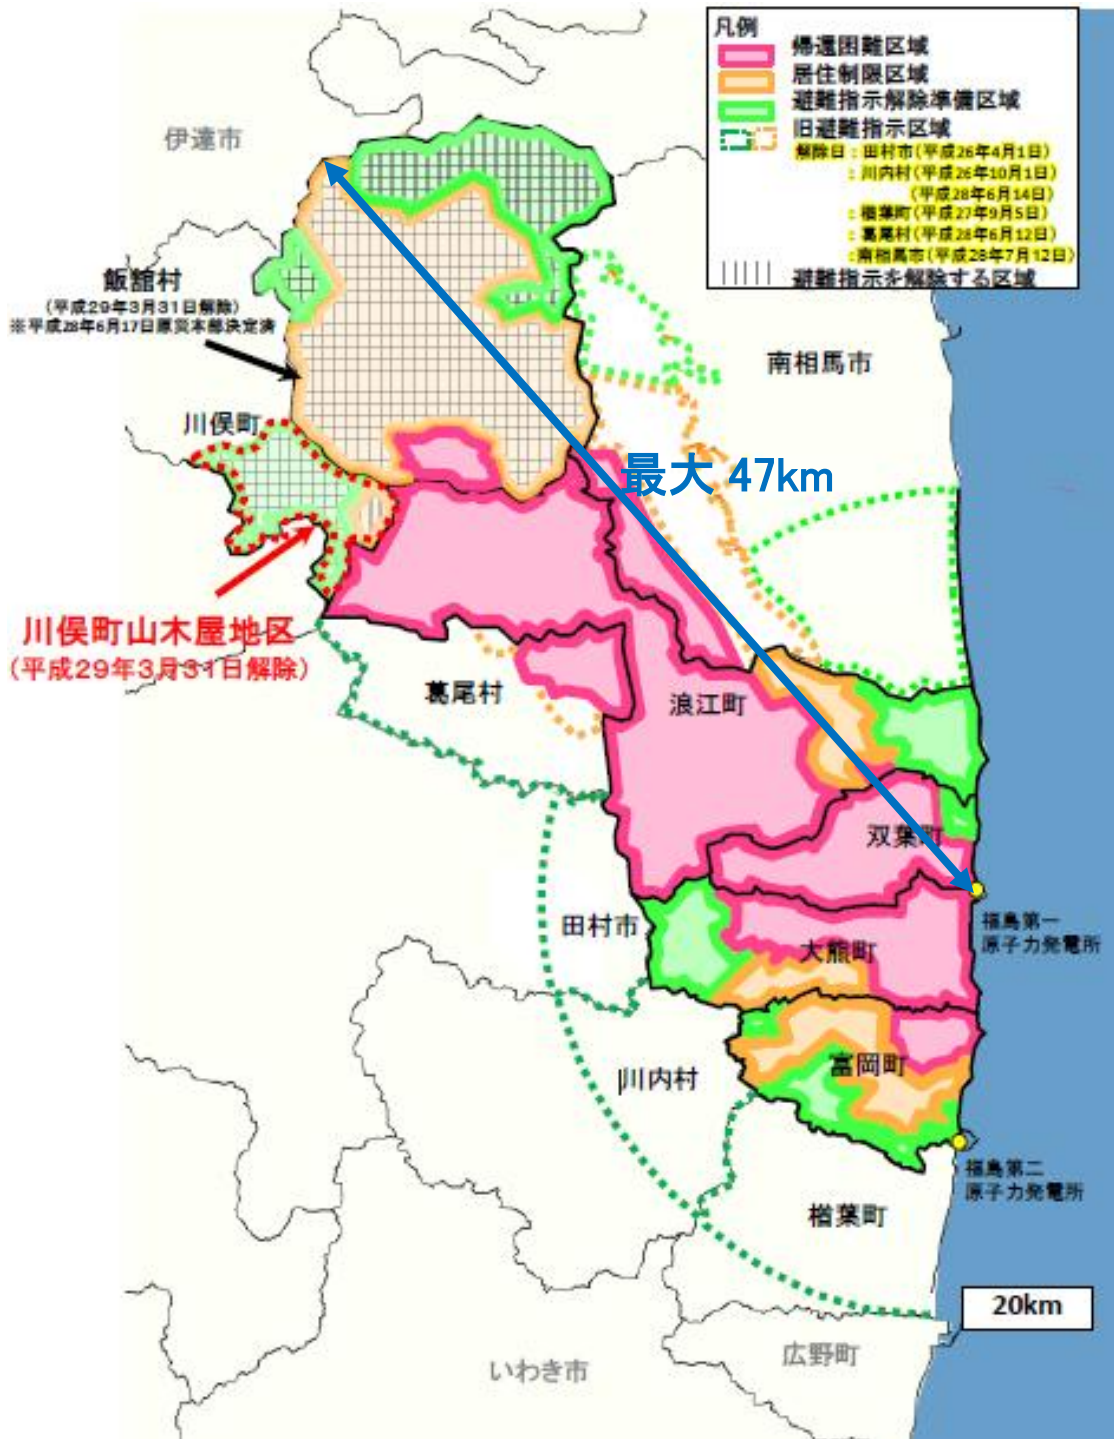 凡例
帰還困難区域
居住制限区域
避難指示解除準備区域
旧避難指示区域
解除日：田村市(平成26年4月1日)
：川内村(平成26年10月1日)
(平成28年6月14日)
：楢葉町(平成27年9月5日)
：葛尾村(平成28年6月12日)
：南相馬市(平成28年7月12日)
避難指示を解除する区域
伊達市
飯舘村
(平成29年3月31日解除)
※平成28年6月17日原災本部決定済
南相馬市
川俣町
最大 47km
川俣町山木屋地区
(平成29年3月31日解除)
葛尾村
浪江町
双葉町
福島第一
原子力発電所
田村市
大熊町
川内村
富岡町
福島第二
原子力発電所
楢葉町
20km
広野町
いわき市